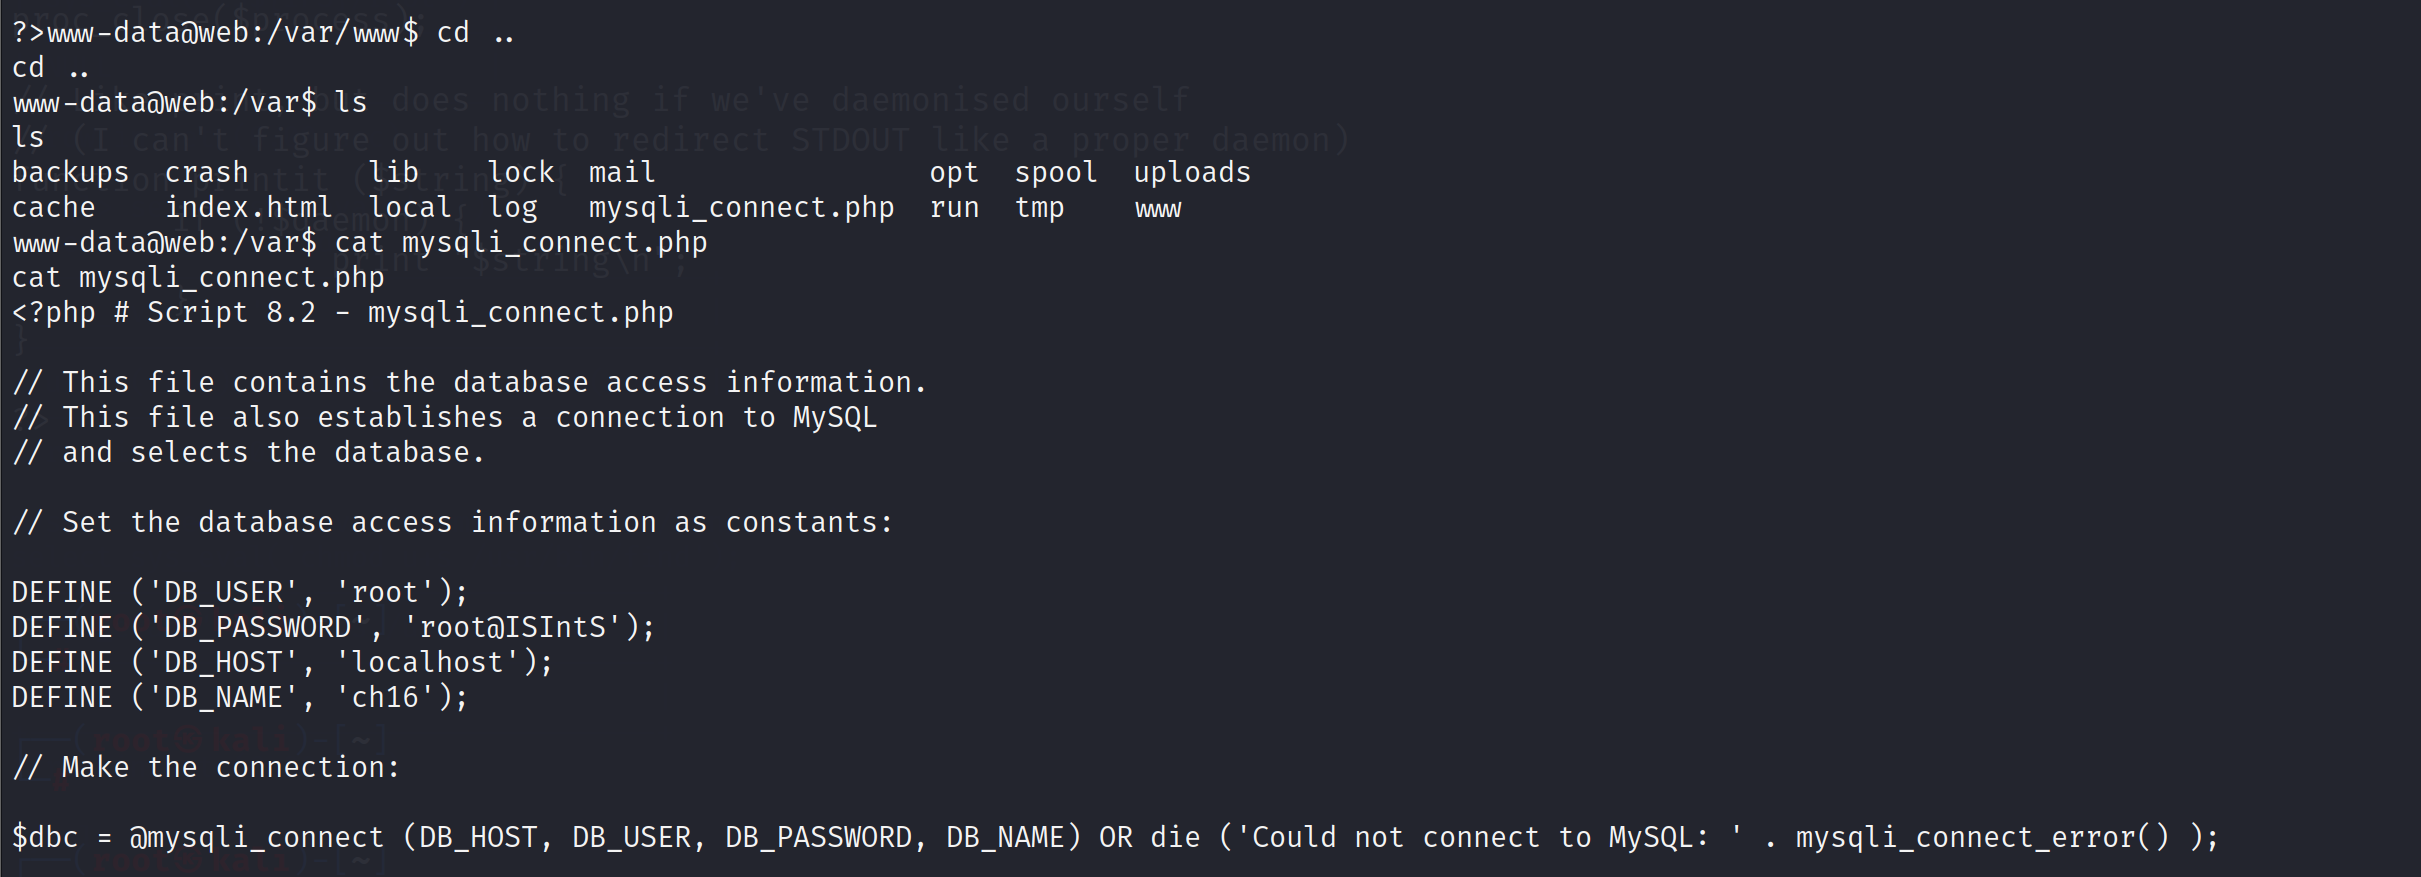 ?>www-data@web:/var/www$ cd ..
cd ..
www-data@web:/var$ ls
ls
backups  crash       lib    lock  mail                opt  spool  uploads
cache    index.html  local  log   mysqli_connect.php  run  tmp    www
www-data@web:/var$ cat mysqli_connect.php
cat mysqli_connect.php
<?php # Script 8.2 - mysqli_connect.php

// This file contains the database access information.
// This file also establishes a connection to MySQL
// and selects the database.

// Set the database access information as constants:

DEFINE ('DB_USER', 'root');
DEFINE ('DB_PASSWORD', 'root@ISIntS');
DEFINE ('DB_HOST', 'localhost');
DEFINE ('DB_NAME', 'ch16');

// Make the connection:

$dbc = @mysqli_connect (DB_HOST, DB_USER, DB_PASSWORD, DB_NAME) OR die ('Could not connect to MySQL: ' . mysqli_connect_error() );